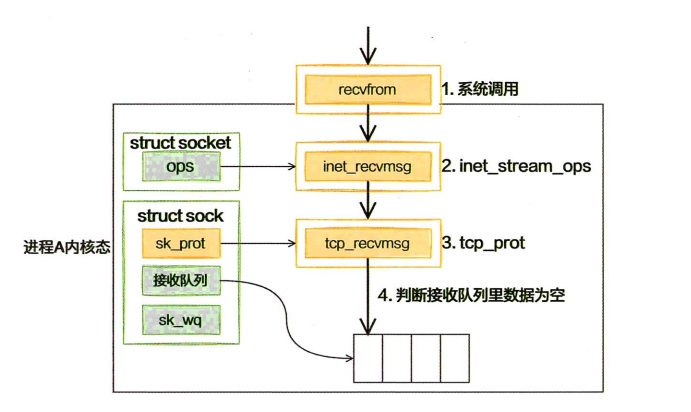 recvfrom
1. 系统调用
struct socket
ops
inet_recvmsg
2. inet_stream_ops
struct sock
sk_prot
tcp_recvmsg
3. tcp_prot
进程A内核态
接收队列
4. 判断接收队列里数据为空
sk_wq